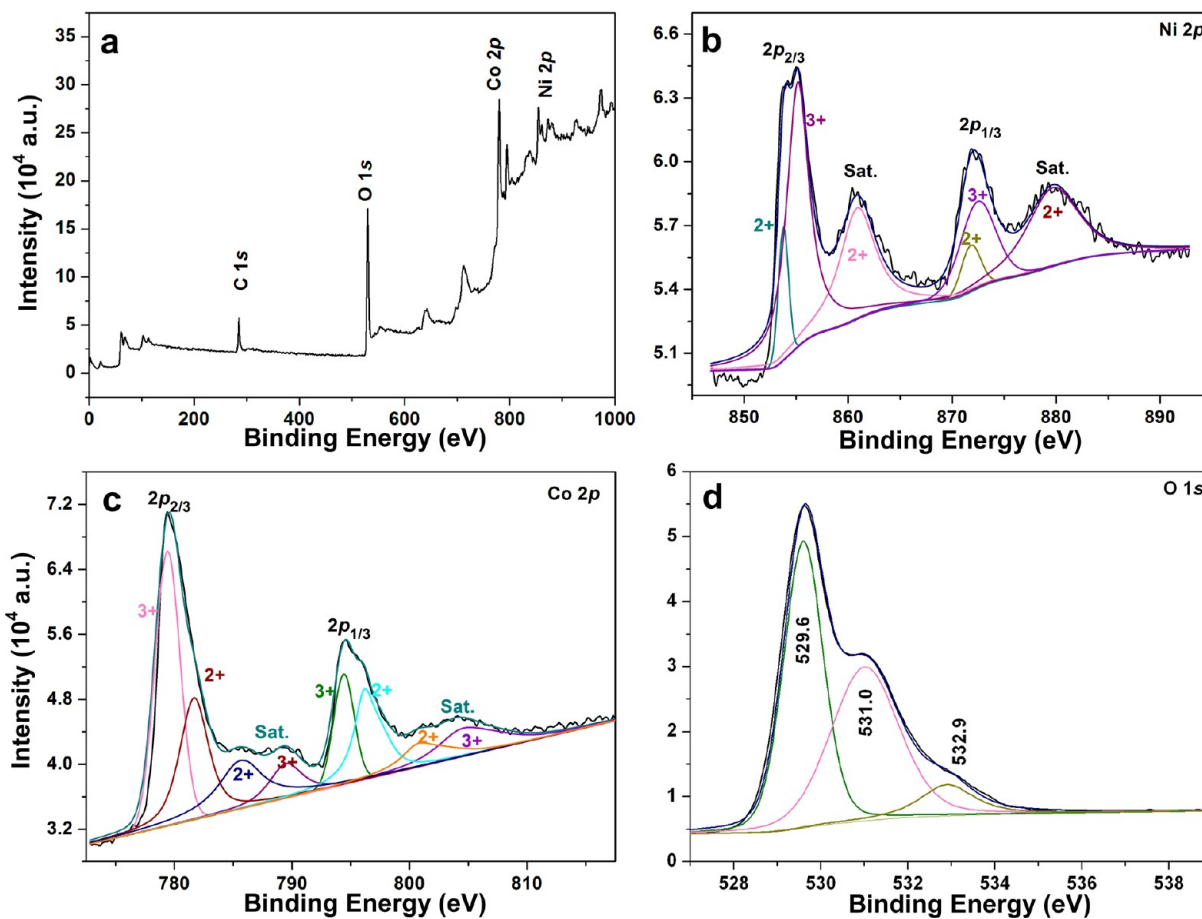 a
Intensity (10⁴ a.u.)
35
30
25
20
15
10
5
0
C 1s
O 1s
Co 2p
Ni 2p
0 200 400 600 800 1000
Binding Energy (eV)
b
Ni 2p
6.6
6.3
6.0
5.7
5.4
5.1
2p2/3
3+
2+
Sat.
2+
2p1/3
3+
2+
Sat.
2+
850 860 870 880 890
Binding Energy (eV)
c
Co 2p
Intensity (10⁴ a.u.)
7.2
6.4
5.6
4.8
4.0
3.2
2p2/3
3+
2+
Sat.
2+
3+
2p1/3
3+
2+
Sat.
2+
3+
780 790 800 810
Binding Energy (eV)
d
O 1s
6
5
4
3
2
1
0
529.6
531.0
532.9
528 530 532 534 536 538
Binding Energy (eV)